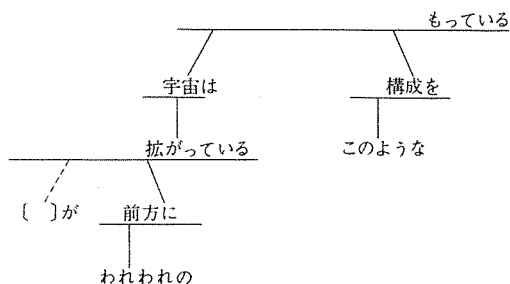 もっている
宇宙は 構成を
拡がっている このような
〔 〕が 前方に
われわれの